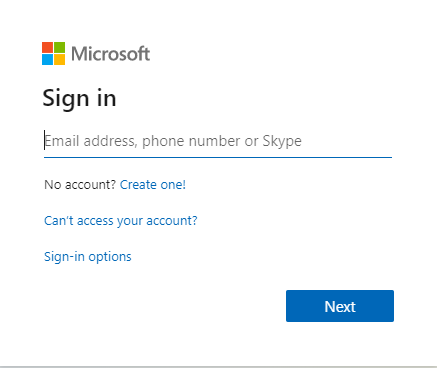 Microsoft
Sign in
Email address, phone number or Skype
No account? Create one!
Can't access your account?
Sign-in options
Next